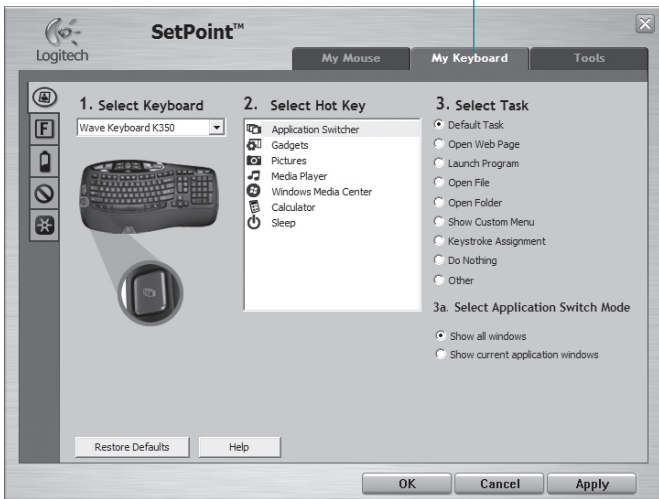 SetPoint™
Logitech
My Mouse
My Keyboard
Tools
1. Select Keyboard
Wave Keyboard K350
2. Select Hot Key
Application Switcher
Gadgets
Pictures
Media Player
Windows Media Center
Calculator
Sleep
3. Select Task
Default Task
Open Web Page
Launch Program
Open File
Open Folder
Show Custom Menu
Keystroke Assignment
Do Nothing
Other
3a. Select Application Switch Mode
Show all windows
Show current application windows
F
Restore Defaults
Help
OK
Cancel
Apply